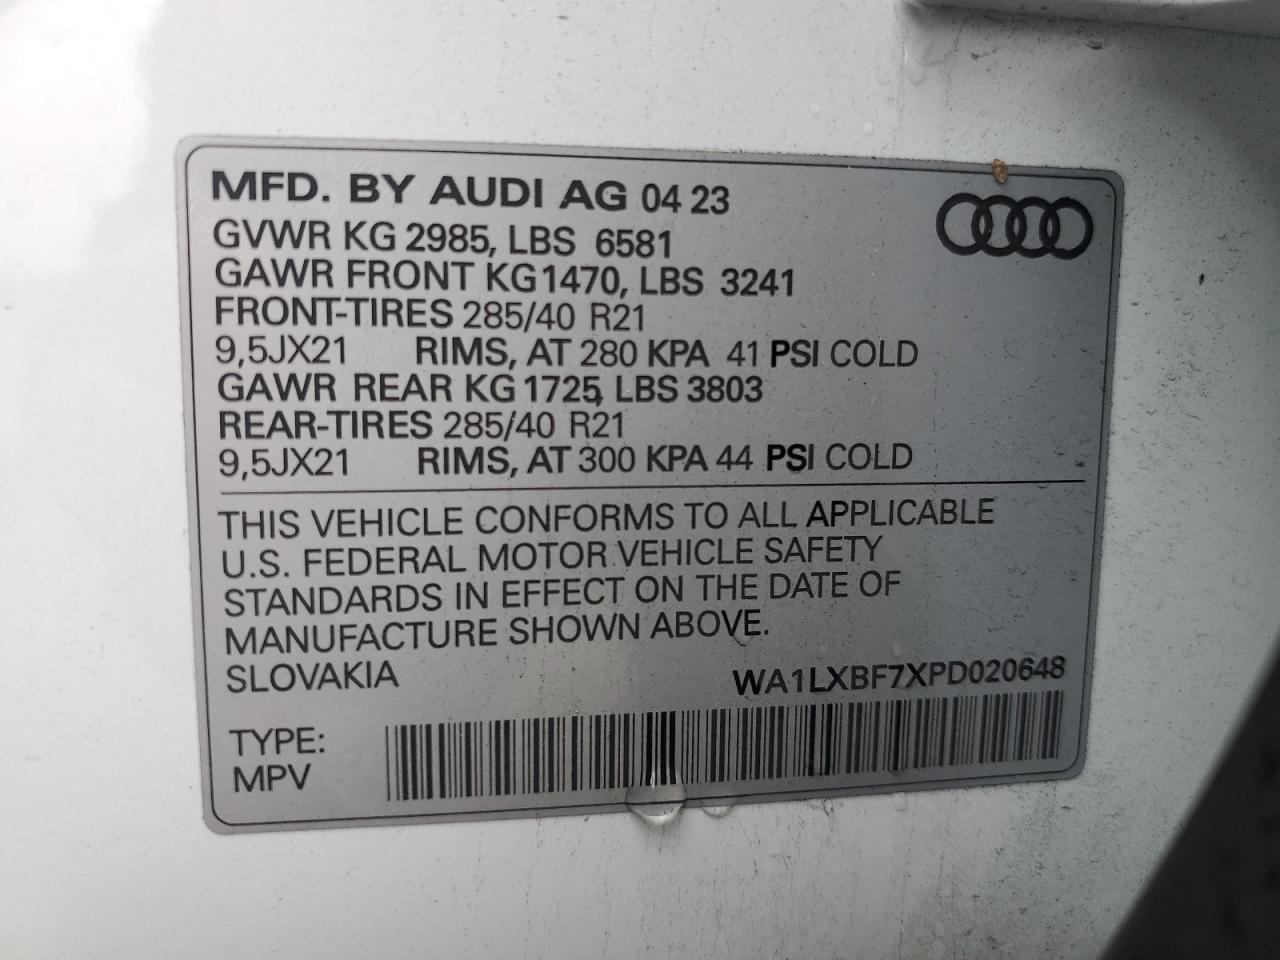 MFD. BY AUDI AG 04 23
GVWR KG 2985, LBS 6581
GAWR FRONT KG1470, LBS 3241
FRONT-TIRES 285/40 R21
9,5JX21 RIMS, AT 280 KPA 41 PSI COLD
GAWR REAR KG1725, LBS 3803
REAR-TIRES 285/40 R21
9,5JX21 RIMS, AT 300 KPA 44 PSI COLD
THIS VEHICLE CONFORMS TO ALL APPLICABLE
U.S. FEDERAL MOTOR VEHICLE SAFETY
STANDARDS IN EFFECT ON THE DATE OF
MANUFACTURE SHOWN ABOVE.
SLOVAKIA WA1LXBF7XPD020648
TYPE:
MPV